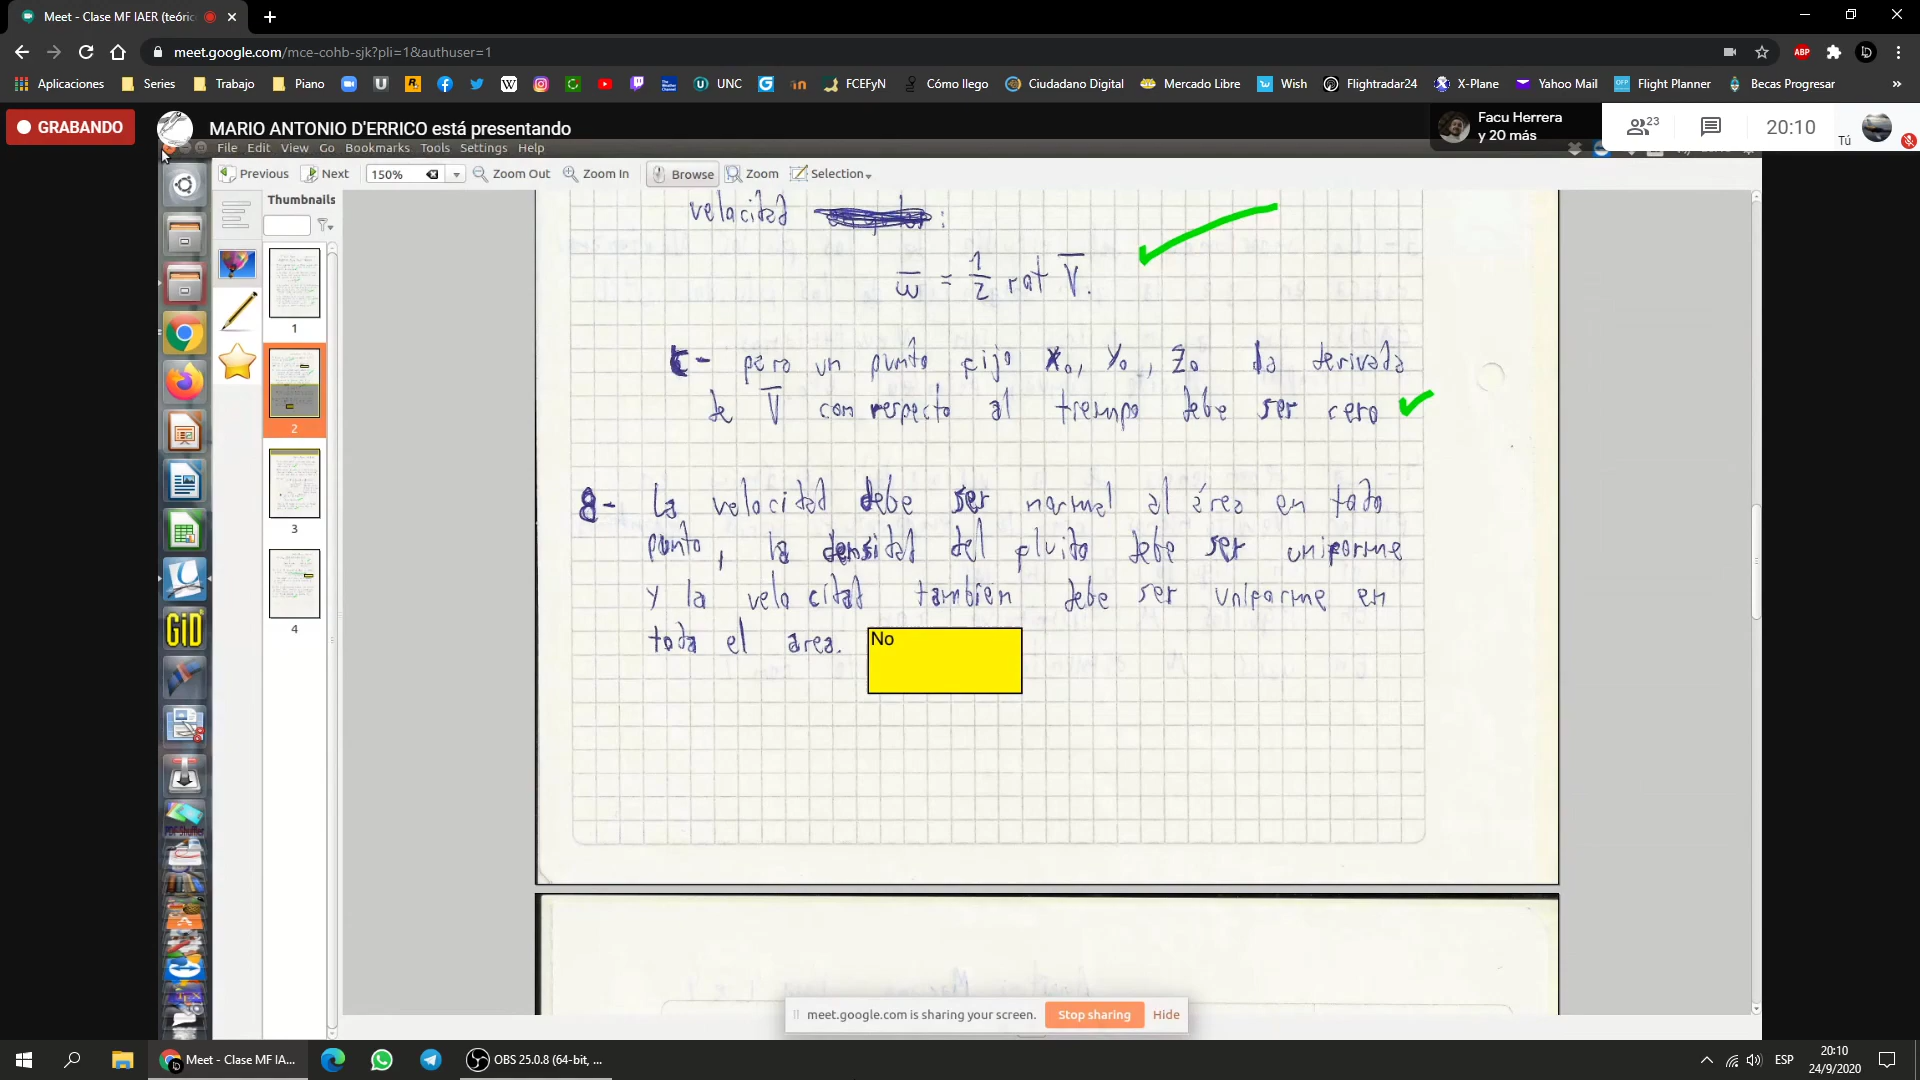 Meet - Clase MF IAER (teóric
meet.google.com/mce-cohb-sjk?pli=1&authuser=1
ABP
Aplicaciones Series Trabajo Piano UNC FCEFyN Cómo llego Ciudadano Digital Mercado Libre Wish Flightradar24 X-Plane Yahoo Mail Flight Planner Becas Progresar »
GRABANDO
MARIO ANTONIO D'ERRICO está presentando
Facu Herrera
y 20 más
23
20:10
Tú
File Edit View Go Bookmarks Tools Settings Help
Previous Next 150% Zoom Out Zoom In Browse Zoom Selection
Thumbnails
1
2
3
4
GiD
velocidad :
ω = 1/2 rot V.
c- para un punto fijo x₀, y₀, z₀ la derivada
de V con respecto al tiempo debe ser cero
8- La velocidad debe ser normal al área en todo
punto, la densidad del fluido debe ser uniforme
y la velocidad tambien debe ser uniforme en
toda el area.
No
meet.google.com is sharing your screen. Stop sharing Hide
Meet - Clase MF IA...
OBS 25.0.8 (64-bit, ...
ESP
20:10
24/9/2020